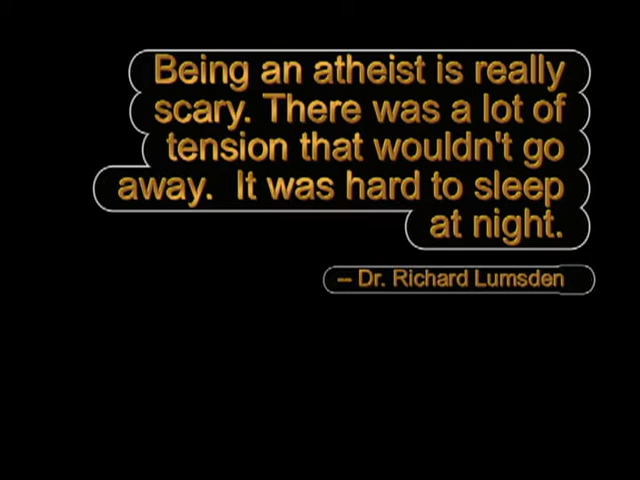 Being an atheist is really
scary. There was a lot of
tension that wouldn't go
away.  It was hard to sleep
at night.
-- Dr. Richard Lumsden